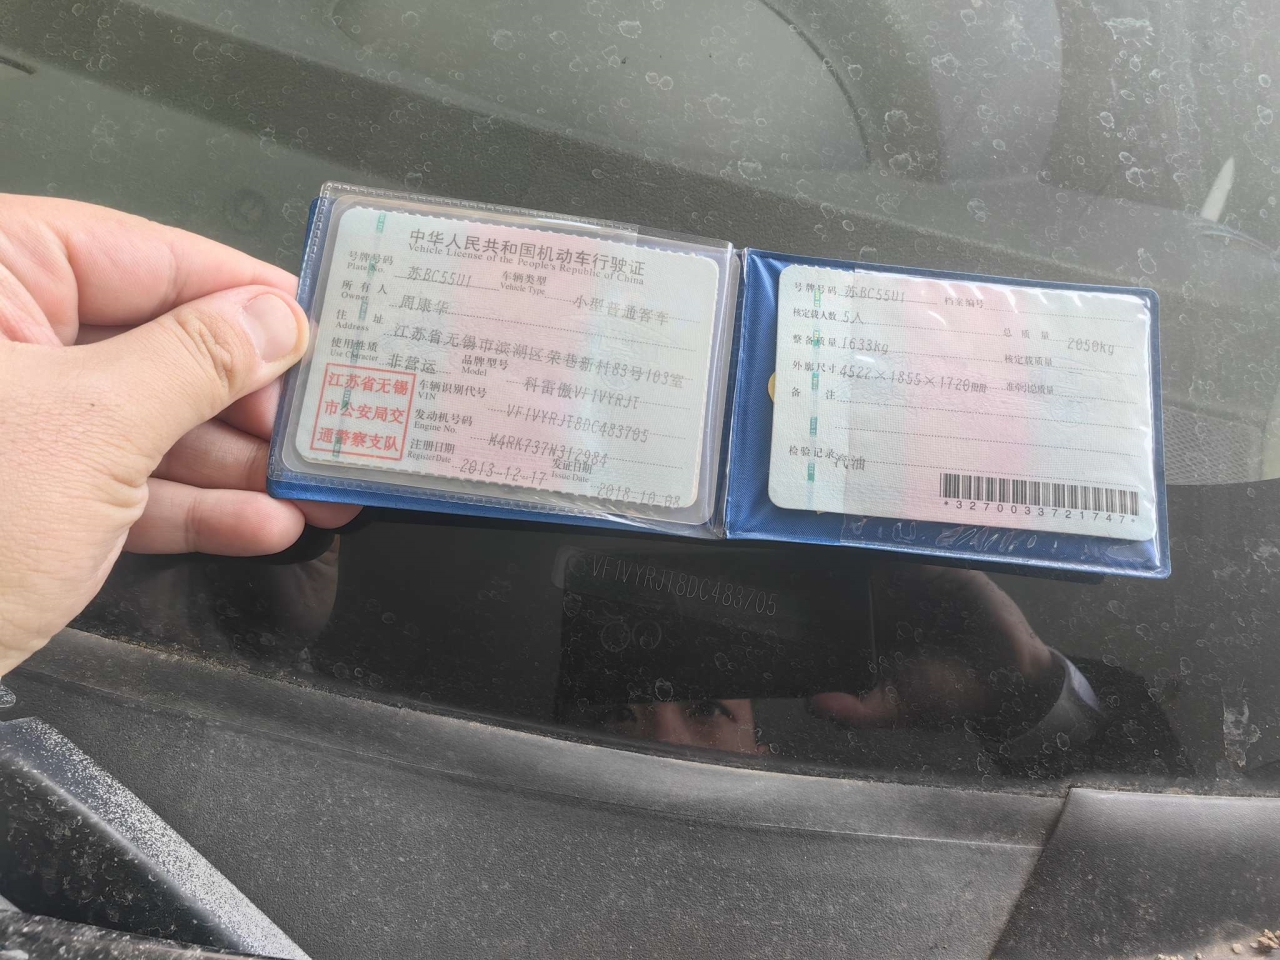 中华人民共和国机动车行驶证
Vehicle License of the People's Republic of China
号牌号码 苏BC55U1 车辆类型 小型普通客车
Plate No. Vehicle Type
所有人 周康华
Owner
住址 江苏省无锡市滨湖区荣巷新村83号103室
Address
使用性质 非营运 品牌型号 科雷傲VF1VYRJT
Use Character Model
江苏省无锡
市公安局交
通警察支队
车辆识别代号 VF1VYRJT8DC483705
VIN
发动机号码 M4RK737N312984
Engine No.
注册日期 2013-12-17 发证日期 2018-10-08
Register Date Issue Date
号牌号码 苏BC55U1 档案编号
核定载人数 5人 总质量 2050kg
整备质量 1633kg 核定载质量
外廓尺寸 4522×1855×1720mm 准牵引总质量
备注
检验记录 汽油
*3270033721747*
VF1VYRJT8DC483705